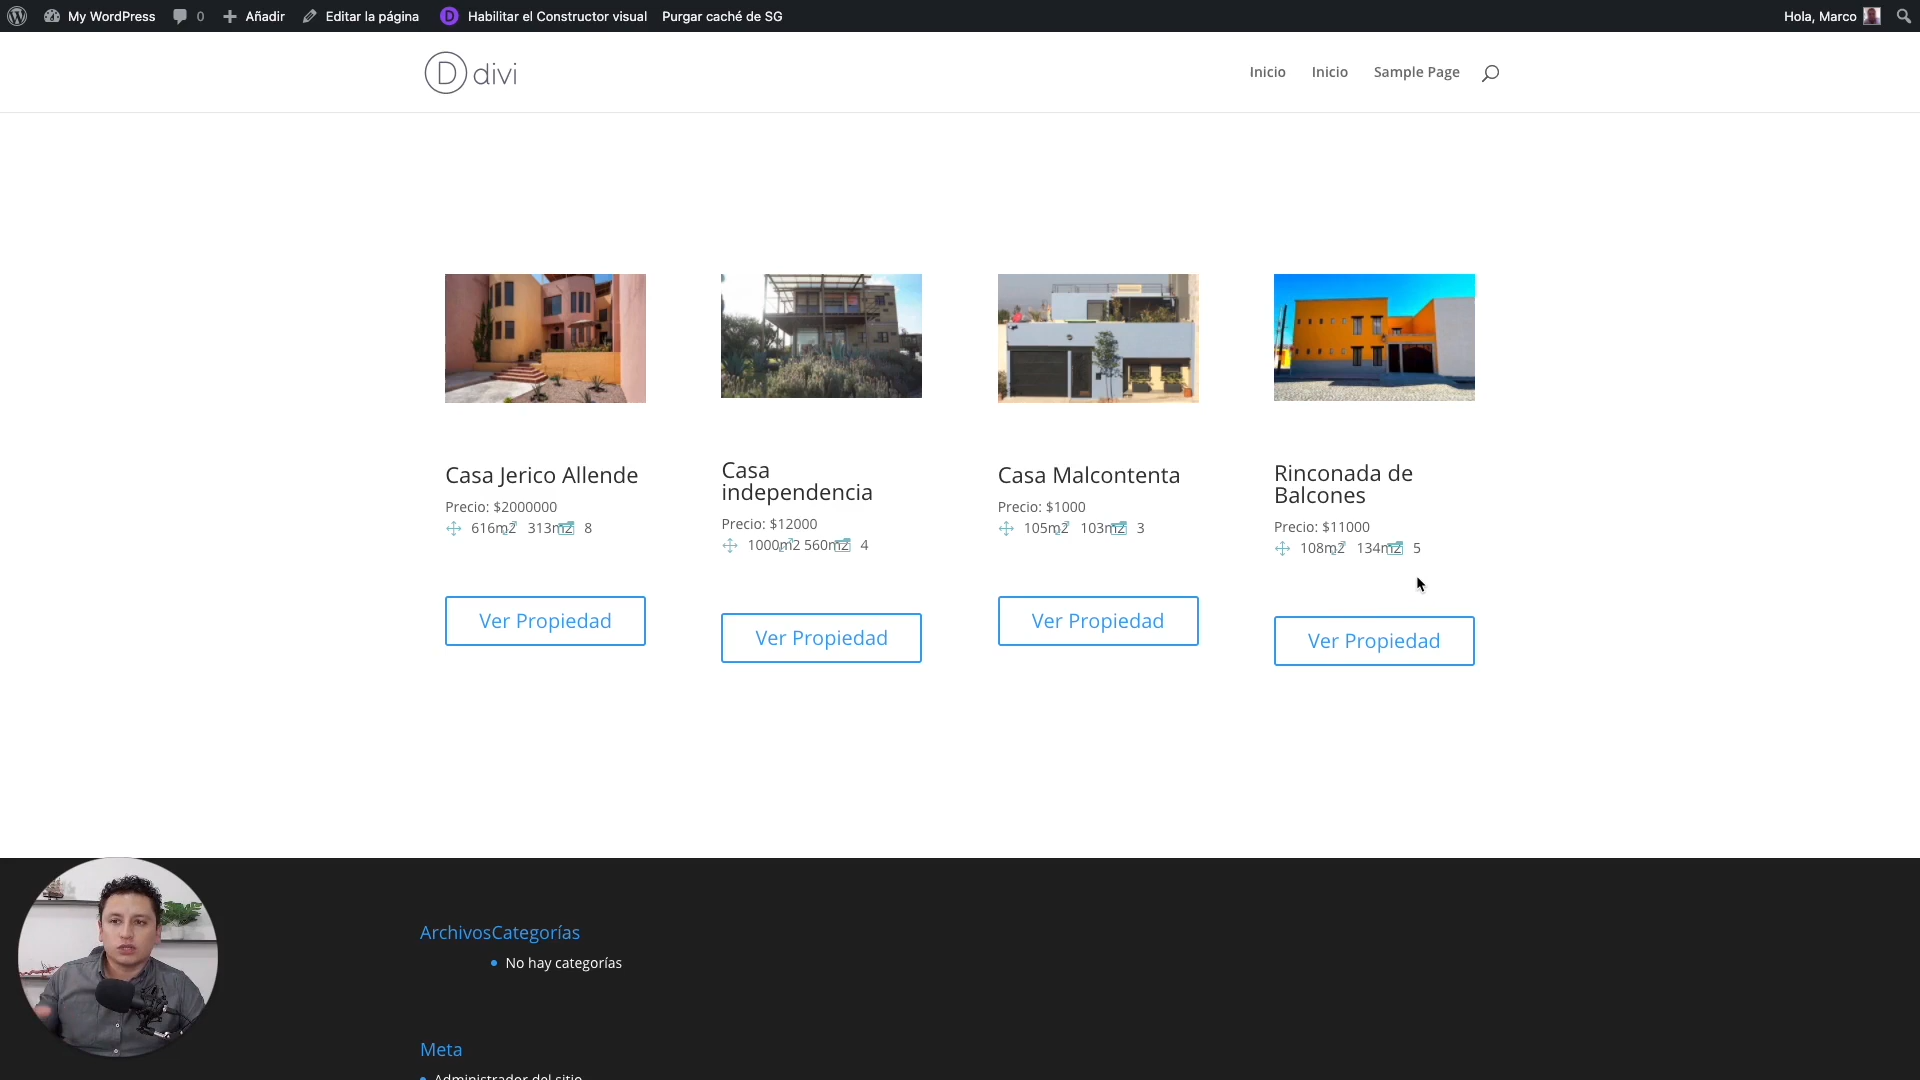 My WordPress 0 Añadir Editar la página Habilitar el Constructor visual Purgar caché de SG Hola, Marco
divi Inicio Inicio Sample Page
Casa Jerico Allende
Precio: $2000000
616m2 313m2 8
Ver Propiedad
Casa
independencia
Precio: $12000
1000m2 560m2 4
Ver Propiedad
Casa Malcontenta
Precio: $1000
105m2 103m2 3
Ver Propiedad
Rinconada de
Balcones
Precio: $11000
108m2 134m2 5
Ver Propiedad
ArchivosCategorías
No hay categorías
Meta
Administrador del sitio